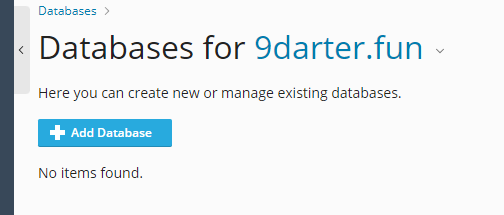 Databases
Databases for 9darter.fun
Here you can create new or manage existing databases.
Add Database
No items found.